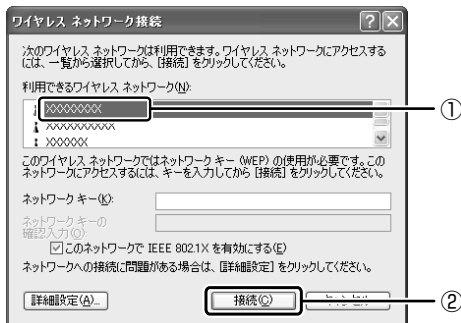 ワイヤレス ネットワーク接続
次のワイヤレス ネットワークは利用できます。ワイヤレス ネットワークにアクセスする
には、一覧から選択してから、[接続] をクリックしてください。
利用できるワイヤレス ネットワーク(N):
XXXXXXXX
①
XXXXXXXXXX
XXXXXX
このワイヤレス ネットワークではネットワーク キー (WEP) の使用が必要です。この
ネットワークにアクセスするには、キーを入力してから [接続] をクリックしてください。
ネットワーク キー(K):
ネットワーク キーの
確認入力(O):
このネットワークで IEEE 802.1X を有効にする(E)
ネットワークへの接続に問題がある場合は、[詳細設定] をクリックしてください。
詳細設定(A)...
接続(C)
キャンセル
②